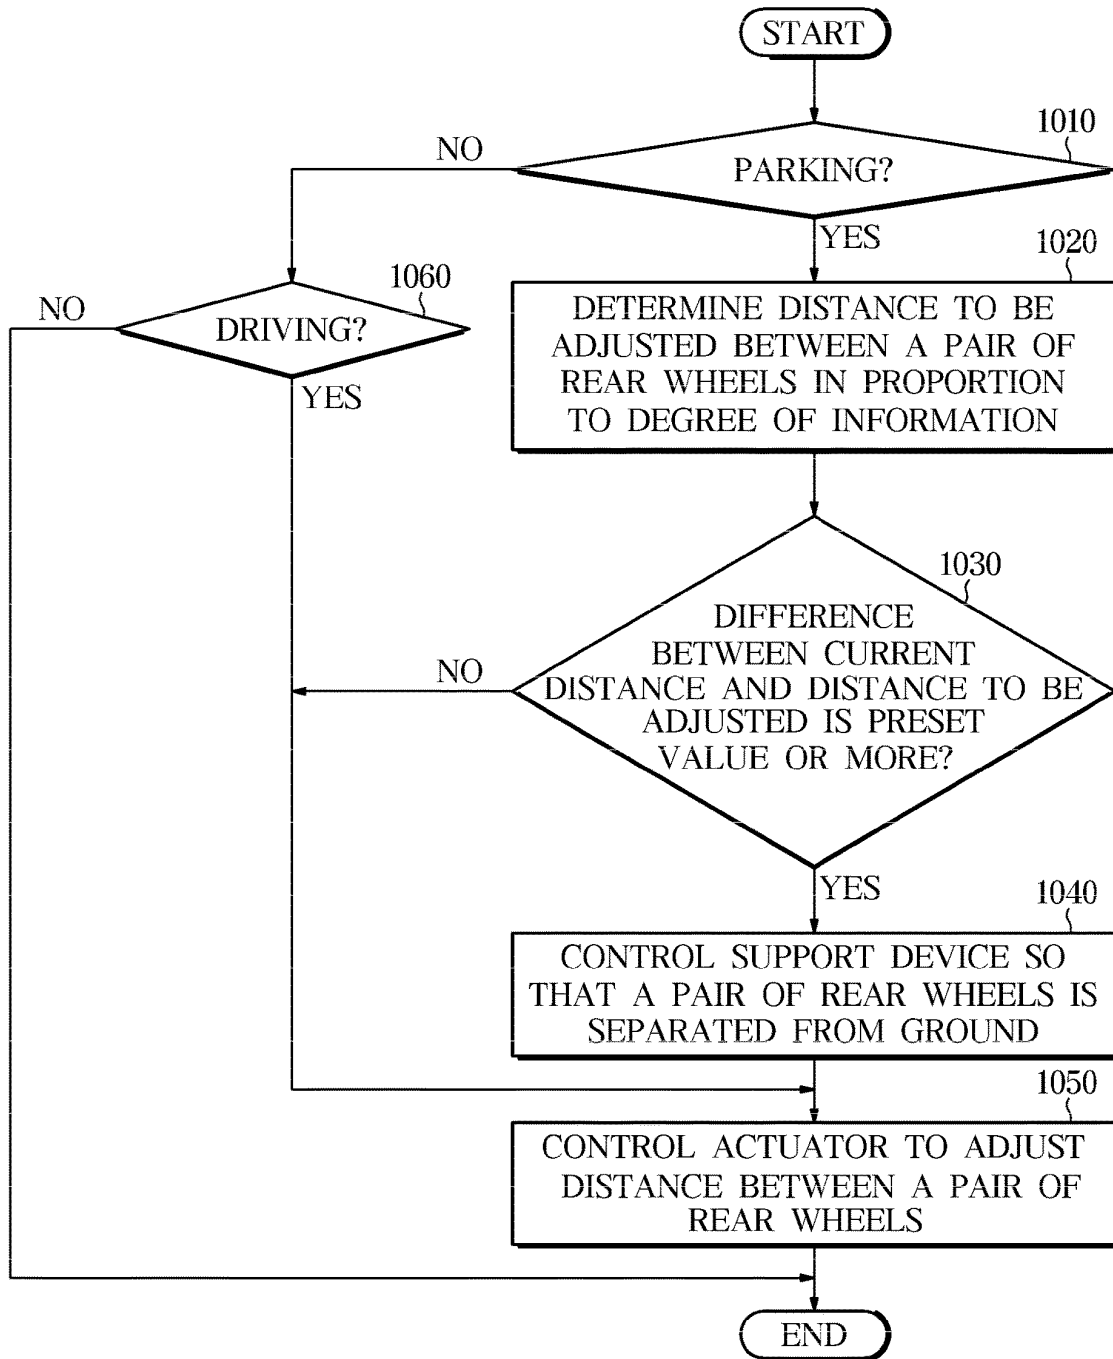 START
1010
NO
PARKING?
YES
1020
1060
NO
DRIVING?
YES
DETERMINE DISTANCE TO BE
ADJUSTED BETWEEN A PAIR OF
REAR WHEELS IN PROPORTION
TO DEGREE OF INFORMATION
1030
DIFFERENCE
BETWEEN CURRENT
DISTANCE AND DISTANCE TO BE
ADJUSTED IS PRESET
VALUE OR MORE?
NO
YES
1040
CONTROL SUPPORT DEVICE SO
THAT A PAIR OF REAR WHEELS IS
SEPARATED FROM GROUND
1050
CONTROL ACTUATOR TO ADJUST
DISTANCE BETWEEN A PAIR OF
REAR WHEELS
END